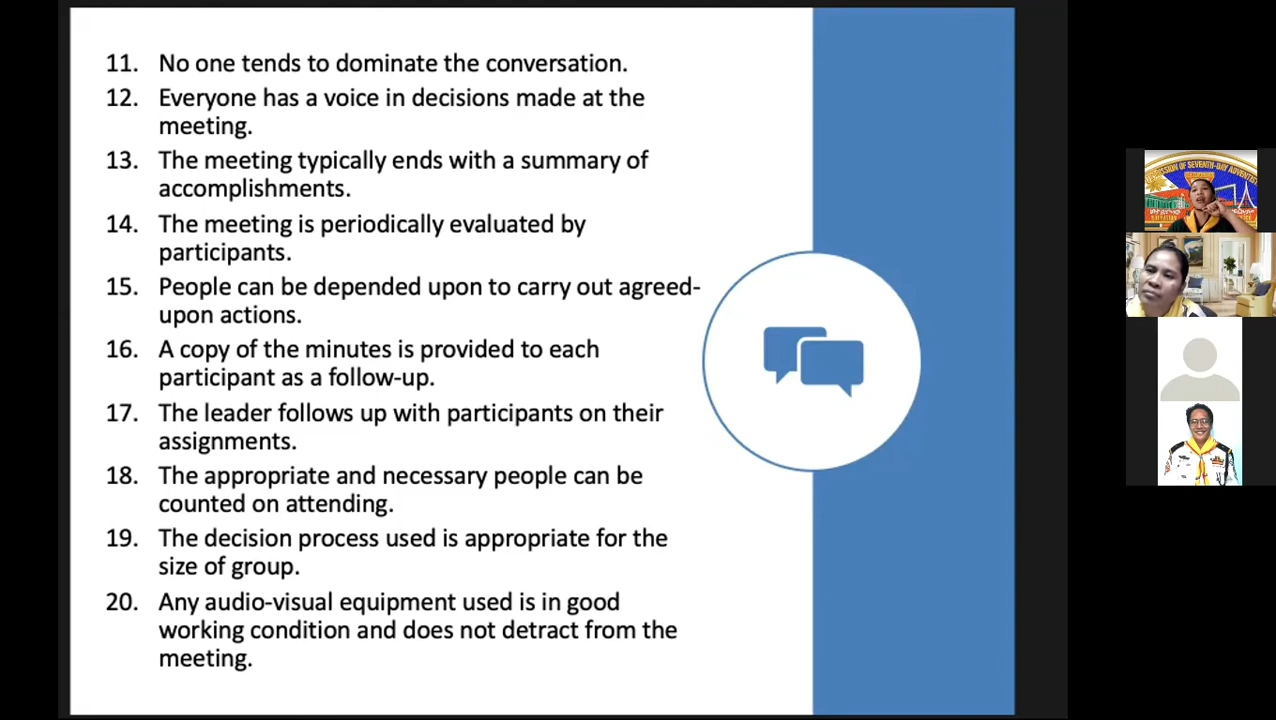 11. No one tends to dominate the conversation.
12. Everyone has a voice in decisions made at the
meeting.
13. The meeting typically ends with a summary of
accomplishments.
14. The meeting is periodically evaluated by
participants.
15. People can be depended upon to carry out agreed-
upon actions.
16. A copy of the minutes is provided to each
participant as a follow-up.
17. The leader follows up with participants on their
assignments.
18. The appropriate and necessary people can be
counted on attending.
19. The decision process used is appropriate for the
size of group.
20. Any audio-visual equipment used is in good
working condition and does not detract from the
meeting.
OF SEVENTH-DAY ADVENTIST